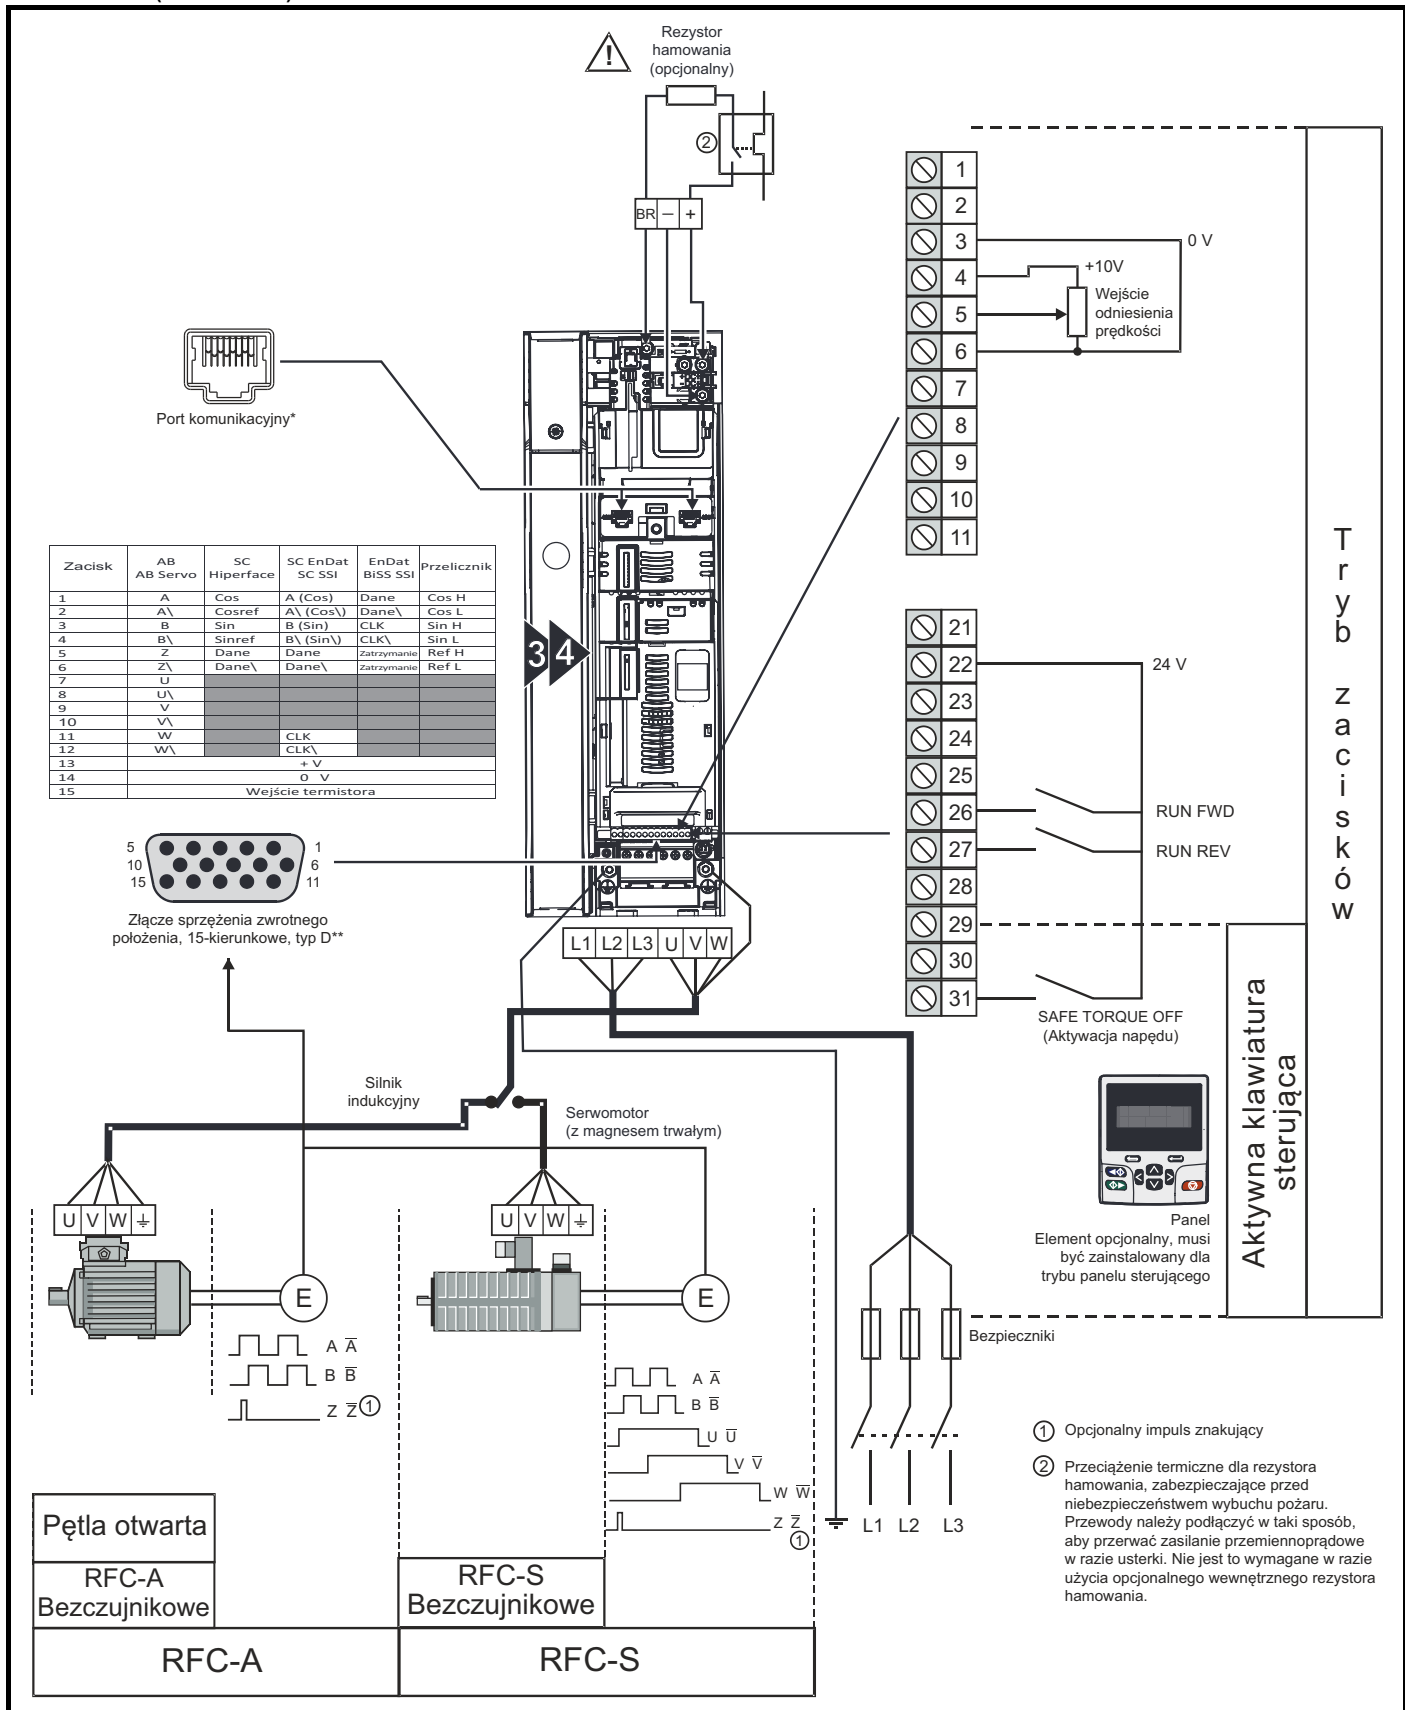 Rezystor
hamowania
(opcjonalny)
!
2
BR − +
1
2
3
4
5
6
7
8
9
10
11
0 V
+10V
Wejście
odniesienia
prędkości
Port komunikacyjny*
Zacisk AB AB Servo SC Hiperface SC EnDat SC SSI EnDat BiSS SSI Przelicznik
1 A Cos A (Cos) Dane Cos H
2 A\ Cosref A\ (Cos\) Dane\ Cos L
3 B Sin B (Sin) CLK Sin H
4 B\ Sinref B\ (Sin\) CLK\ Sin L
5 Z Dane Dane Zatrzymanie Ref H
6 Z\ Dane\ Dane\ Zatrzymanie Ref L
7 U
8 U\
9 V
10 V\
11 W CLK
12 W\ CLK\
13 + V
14 0 V
15 Wejście termistora
3 4
21
22
23
24
25
26
27
28
29
30
31
24 V
RUN FWD
RUN REV
SAFE TORQUE OFF
(Aktywacja napędu)
Tryb zacisków
Aktywna klawiatura
sterująca
5 1
10 6
15 11
Złącze sprzężenia zwrotnego
położenia, 15-kierunkowe, typ D**
L1 L2 L3 U V W
Silnik
indukcyjny
Serwomotor
(z magnesem trwałym)
Panel
Element opcjonalny, musi
być zainstalowany dla
trybu panelu sterującego
U V W
U V W
E
E
A A̅
B B̅
Z Z̅ 1
A A̅
B B̅
U U̅
V V̅
W W̅
Z Z̅
1
Bezpieczniki
L1 L2 L3
1 Opcjonalny impuls znakujący
2 Przeciążenie termiczne dla rezystora
hamowania, zabezpieczające przed
niebezpieczeństwem wybuchu pożaru.
Przewody należy podłączyć w taki sposób,
aby przerwać zasilanie przemiennoprądowe
w razie usterki. Nie jest to wymagane w razie
użycia opcjonalnego wewnętrznego rezystora
hamowania.
Pętla otwarta
RFC-A
Bezczujnikowe
RFC-S
Bezczujnikowe
RFC-A
RFC-S